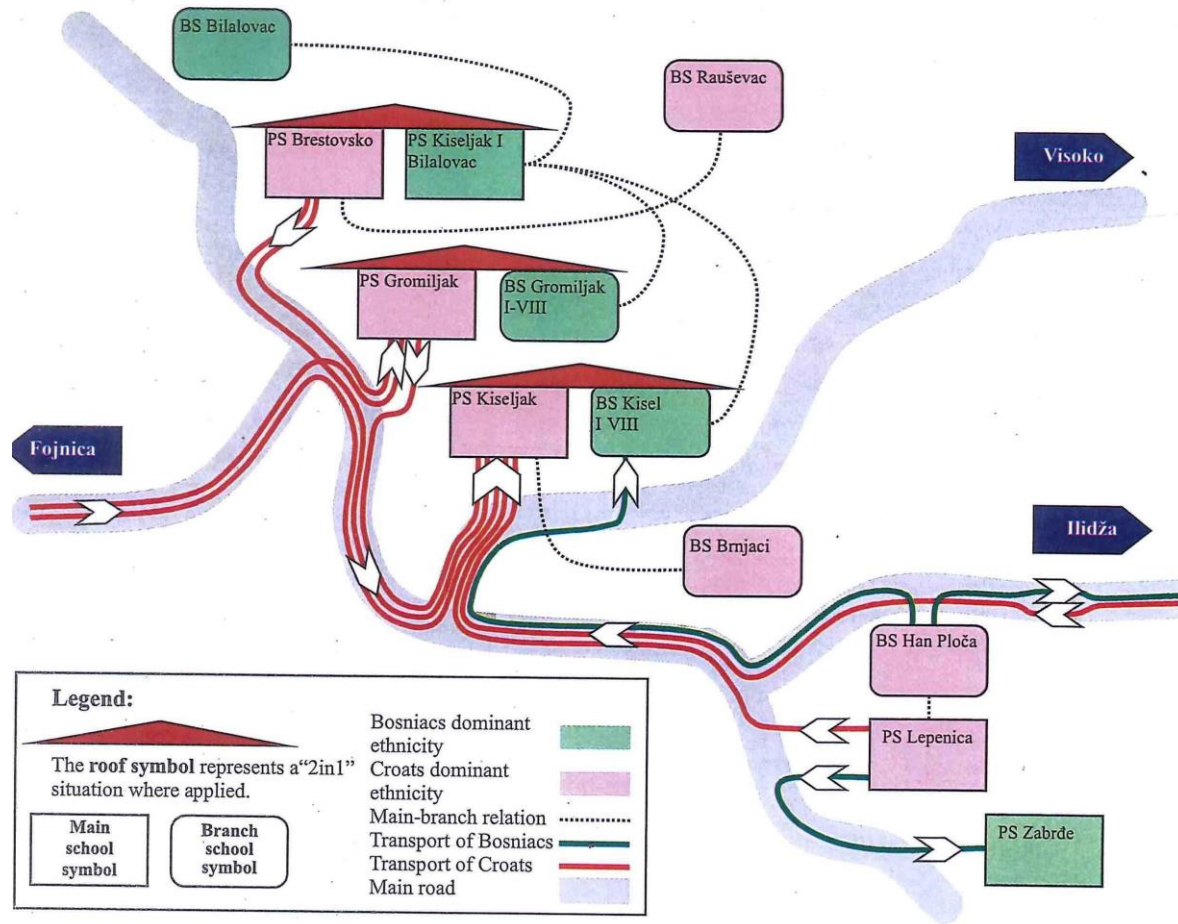 BS Bilalovac
BS Rauševac
PS Brestovsko
PS Kiseljak I
Bilalovac
Visoko
PS Gromiljak
BS Gromiljak
I-VIII
PS Kiseljak
BS Kisel
I VIII
Fojnica
BS Brnjaci
Ilidža
BS Han Ploča
PS Lepenica
PS Zabrđe
Legend:
The roof symbol represents a“2in1”
situation where applied.
Main
school
symbol
Branch
school
symbol
Bosniacs dominant
ethnicity
Croats dominant
ethnicity
Main-branch relation
Transport of Bosniacs
Transport of Croats
Main road